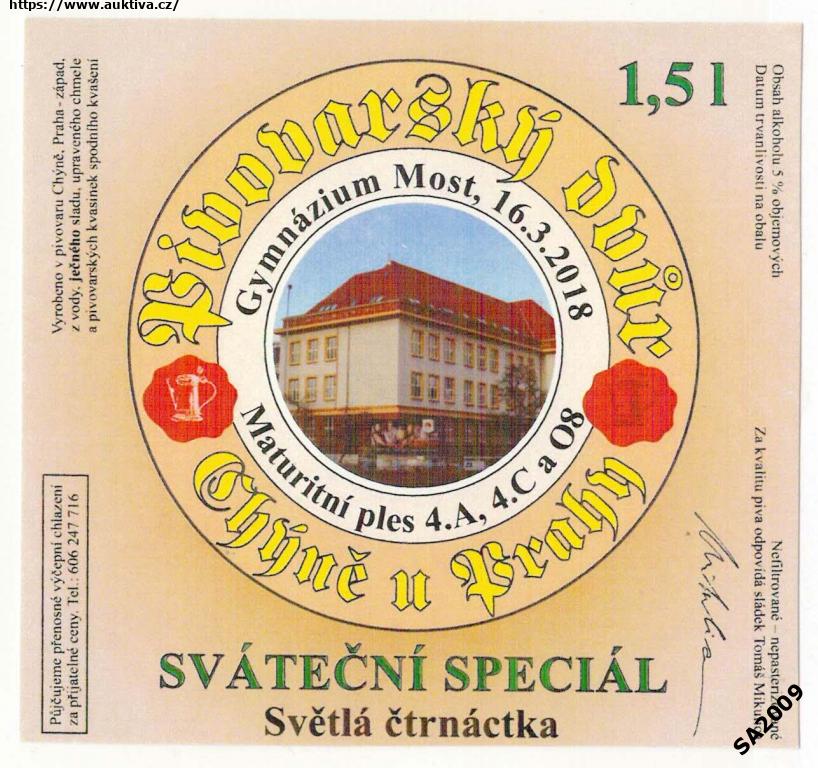 https://www.auktiva.cz/
1,5 l
Pivovarský dvůr
Chýně u Prahy
Gymnázium Most, 16.3.2018
Maturitní ples 4.A, 4.C a O8
SVÁTEČNÍ SPECIÁL
Světlá čtrnáctka
Vyrobeno v pivovaru Chýně, Praha - západ,
z vody, ječného sladu, upraveného chmele
a pivovarských kvasinek spodního kvašení
Půjčujeme přenosné výčepní chlazení
za přijatelné ceny. Tel.: 606 247 716
Obsah alkoholu 5 % objemových
Datum trvanlivosti na obalu
Nefiltrované – nepasterizované
Za kvalitu piva odpovídá sládek Tomáš
SA2009